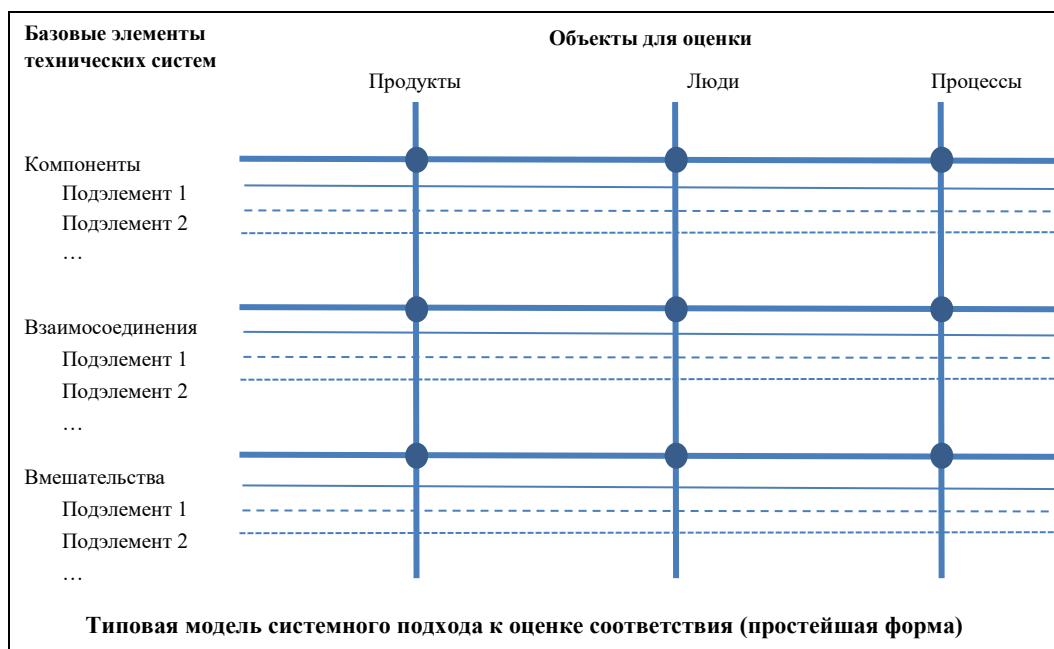 Базовые элементы
технических систем
Объекты для оценки
Продукты
Люди
Процессы
Компоненты
Подэлемент 1
Подэлемент 2
…
Взаимосоединения
Подэлемент 1
Подэлемент 2
…
Вмешательства
Подэлемент 1
Подэлемент 2
…
Типовая модель системного подхода к оценке соответствия (простейшая форма)